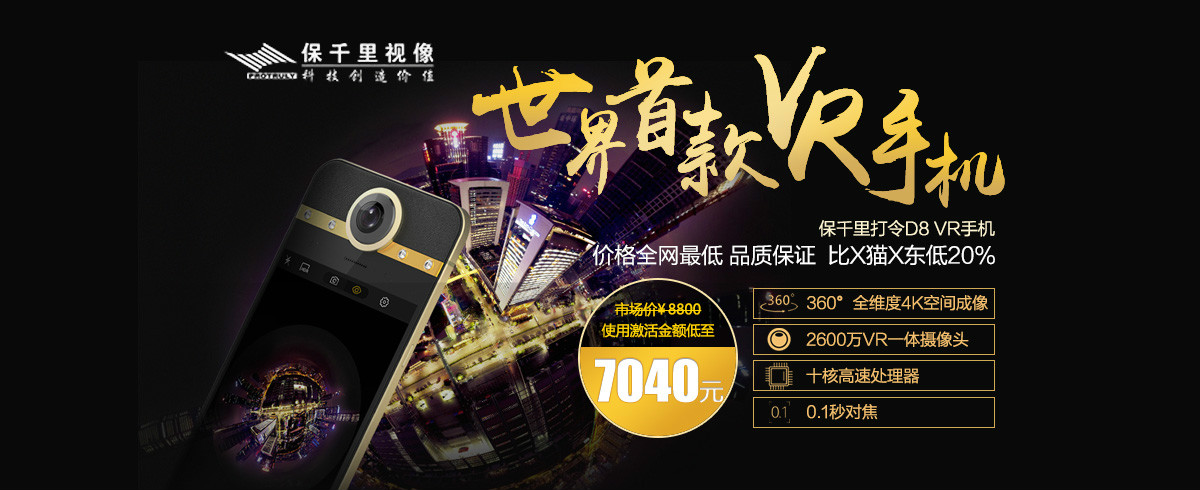 保千里视像
PROTRULY 科技创造价值
世界首款VR手机
保千里打令D8 VR手机
价格全网最低 品质保证 比X猫X东低20%
市场价¥8800
使用激活金额低至
7040元
360° 360° 全维度4K空间成像
2600万VR一体摄像头
十核高速处理器
0.1 0.1秒对焦